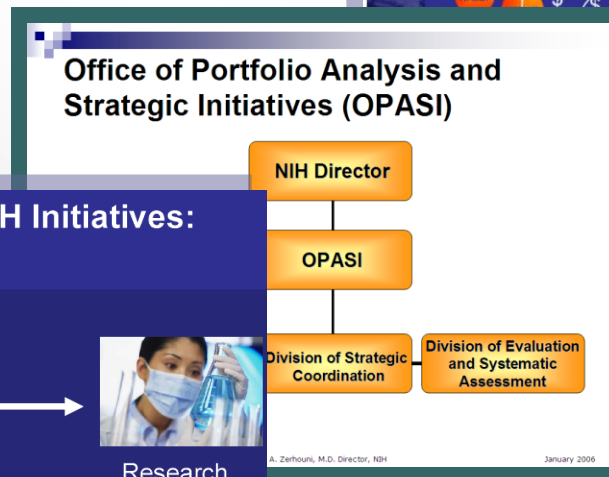 Office of Portfolio Analysis and
Strategic Initiatives (OPASI)
NIH Director
H Initiatives:
OPASI
Division of Strategic
Coordination
Division of Evaluation
and Systematic
Assessment
Research
A. Zerhouni, M.D. Director, NIH
January 2006